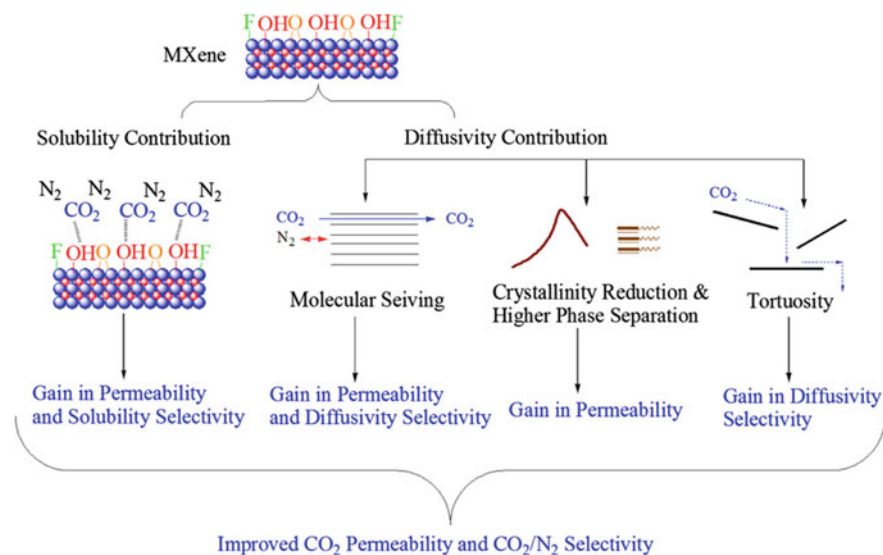 F OH O OH O OH F
MXene
Solubility Contribution
Diffusivity Contribution
N₂ N₂ N₂ N₂
CO₂ CO₂ CO₂
F OH O OH O OH F
CO₂ CO₂
N₂
CO₂
Molecular Seiving
Crystallinity Reduction &
Higher Phase Separation
Tortuosity
Gain in Permeability
and Solubility Selectivity
Gain in Permeability
and Diffusivity Selectivity
Gain in Permeability
Gain in Diffusivity
Selectivity
Improved CO₂ Permeability and CO₂/N₂ Selectivity